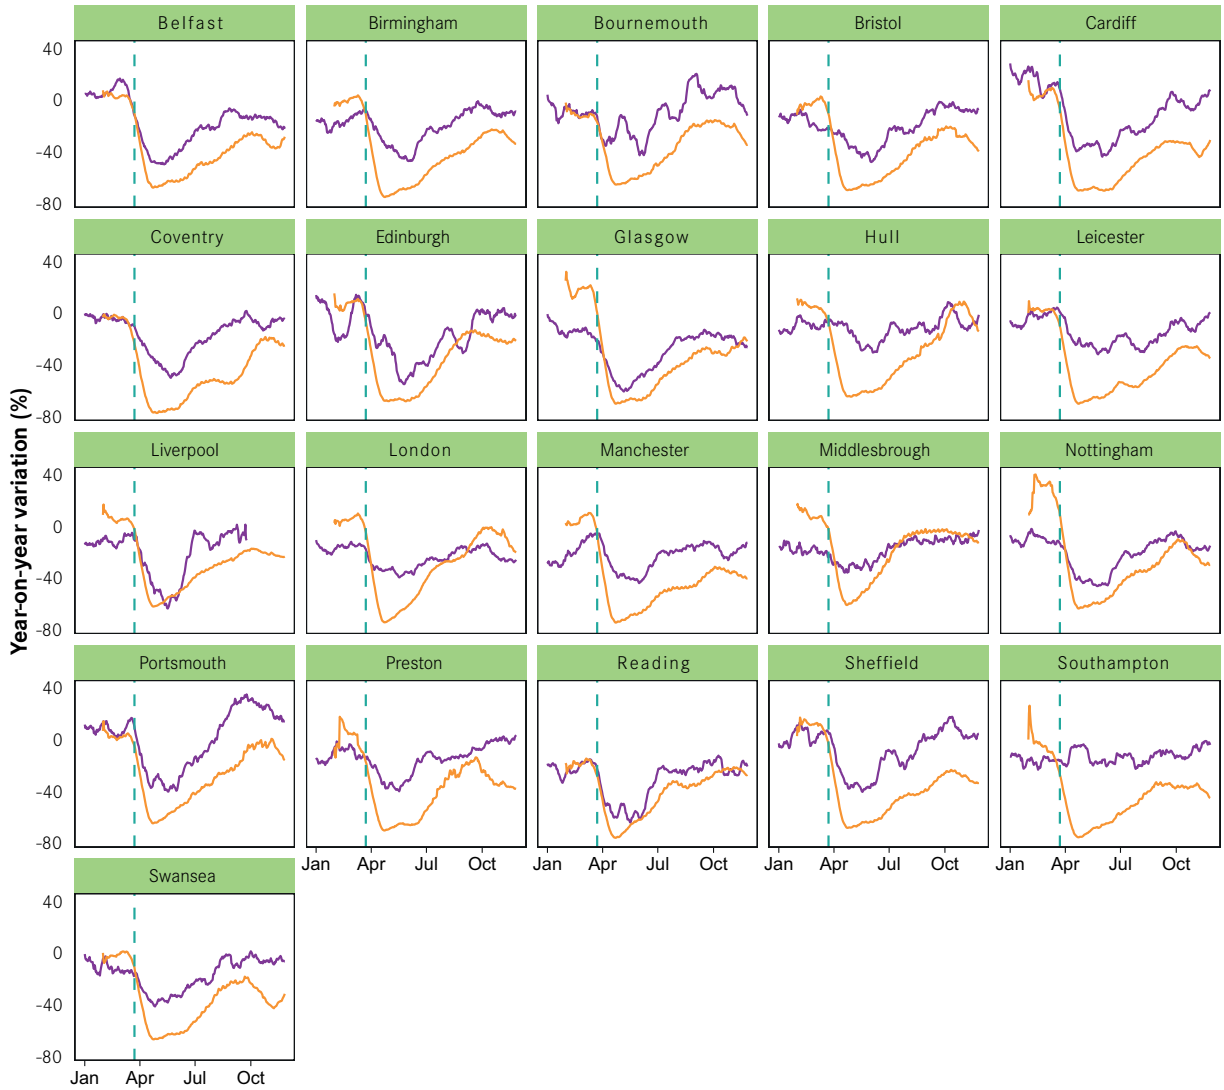 Belfast Birmingham Bournemouth Bristol Cardiff
40
0
-40
-80
Coventry Edinburgh Glasgow Hull Leicester
40
0
-40
-80
Year-on-year variation (%)
Liverpool London Manchester Middlesbrough Nottingham
40
0
-40
-80
Portsmouth Preston Reading Sheffield Southampton
40
0
-40
-80
Jan Apr Jul Oct Jan Apr Jul Oct Jan Apr Jul Oct Jan Apr Jul Oct
Swansea
40
0
-40
-80
Jan Apr Jul Oct